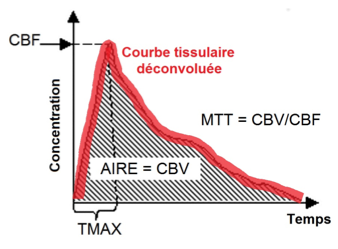 CBF
Courbe tissulaire
déconvoluée
Concentration
MTT = CBV/CBF
AIRE = CBV
Temps
TMAX